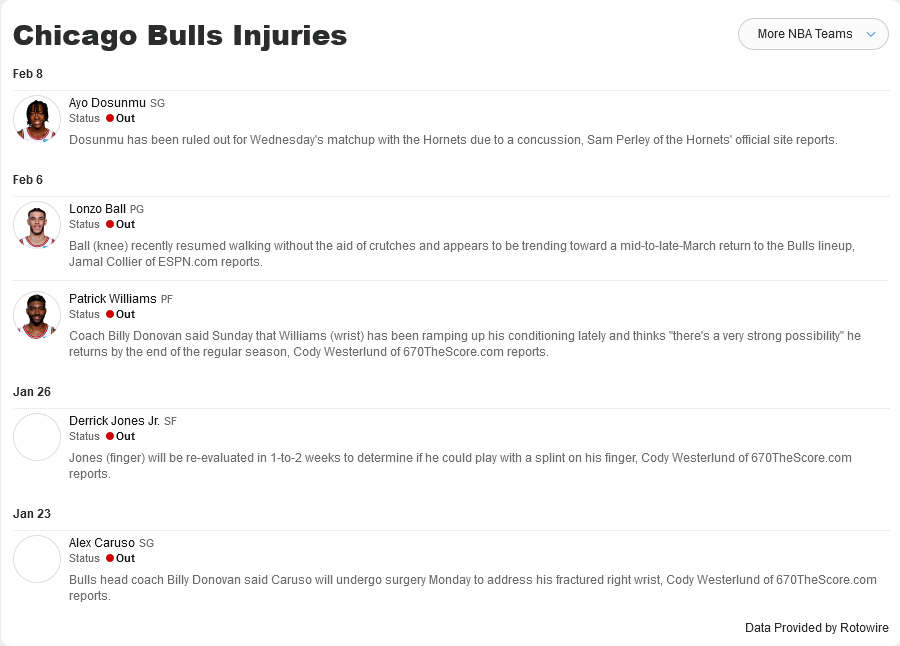 Chicago Bulls Injuries
More NBA Teams
Feb 8
Ayo Dosunmu SG
Status Out
Dosunmu has been ruled out for Wednesday's matchup with the Hornets due to a concussion, Sam Perley of the Hornets' official site reports.
Feb 6
Lonzo Ball PG
Status Out
Ball (knee) recently resumed walking without the aid of crutches and appears to be trending toward a mid-to-late-March return to the Bulls lineup,
Jamal Collier of ESPN.com reports.
Patrick Williams PF
Status Out
Coach Billy Donovan said Sunday that Williams (wrist) has been ramping up his conditioning lately and thinks "there's a very strong possibility" he
returns by the end of the regular season, Cody Westerlund of 670TheScore.com reports.
Jan 26
Derrick Jones Jr. SF
Status Out
Jones (finger) will be re-evaluated in 1-to-2 weeks to determine if he could play with a splint on his finger, Cody Westerlund of 670TheScore.com
reports.
Jan 23
Alex Caruso SG
Status Out
Bulls head coach Billy Donovan said Caruso will undergo surgery Monday to address his fractured right wrist, Cody Westerlund of 670TheScore.com
reports.
Data Provided by Rotowire